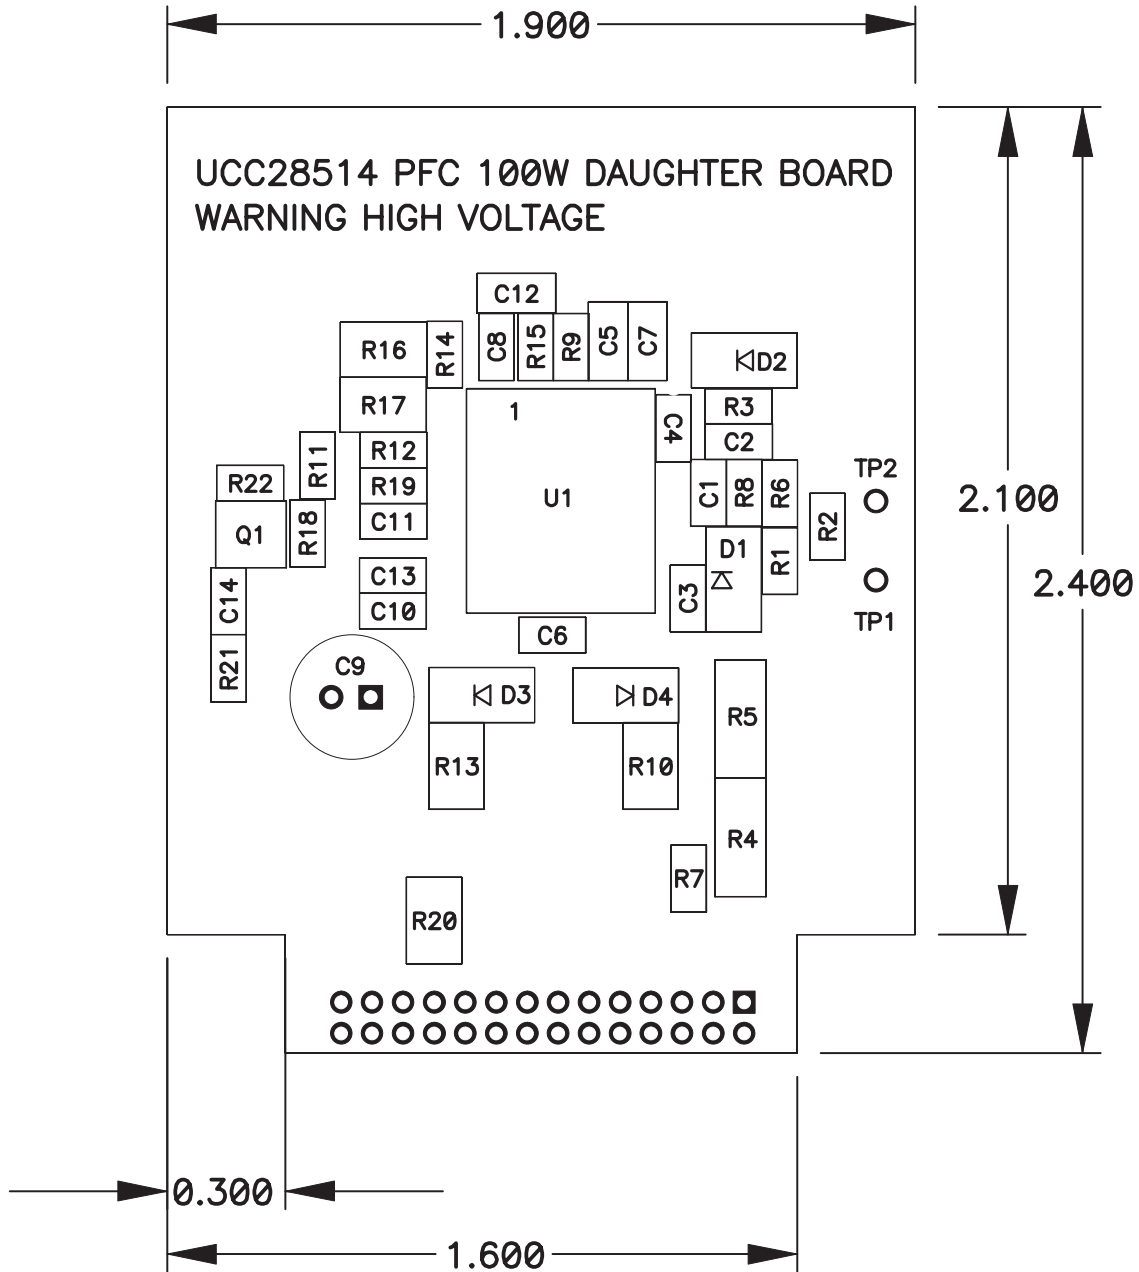 1.900
UCC28514 PFC 100W DAUGHTER BOARD
WARNING HIGH VOLTAGE
C12
R16
R14
C8
R15
R9
C5
C7
D2
R17
1
R3
C4
C2
R12
R11
R19
R22
C11
U1
C1
R8
R6
TP2
2.100
Q1
R18
R2
D1
R1
C13
2.400
C14
C10
C3
TP1
C6
R21
C9
D3
D4
R5
R13
R10
R4
R7
R20
0.300
1.600